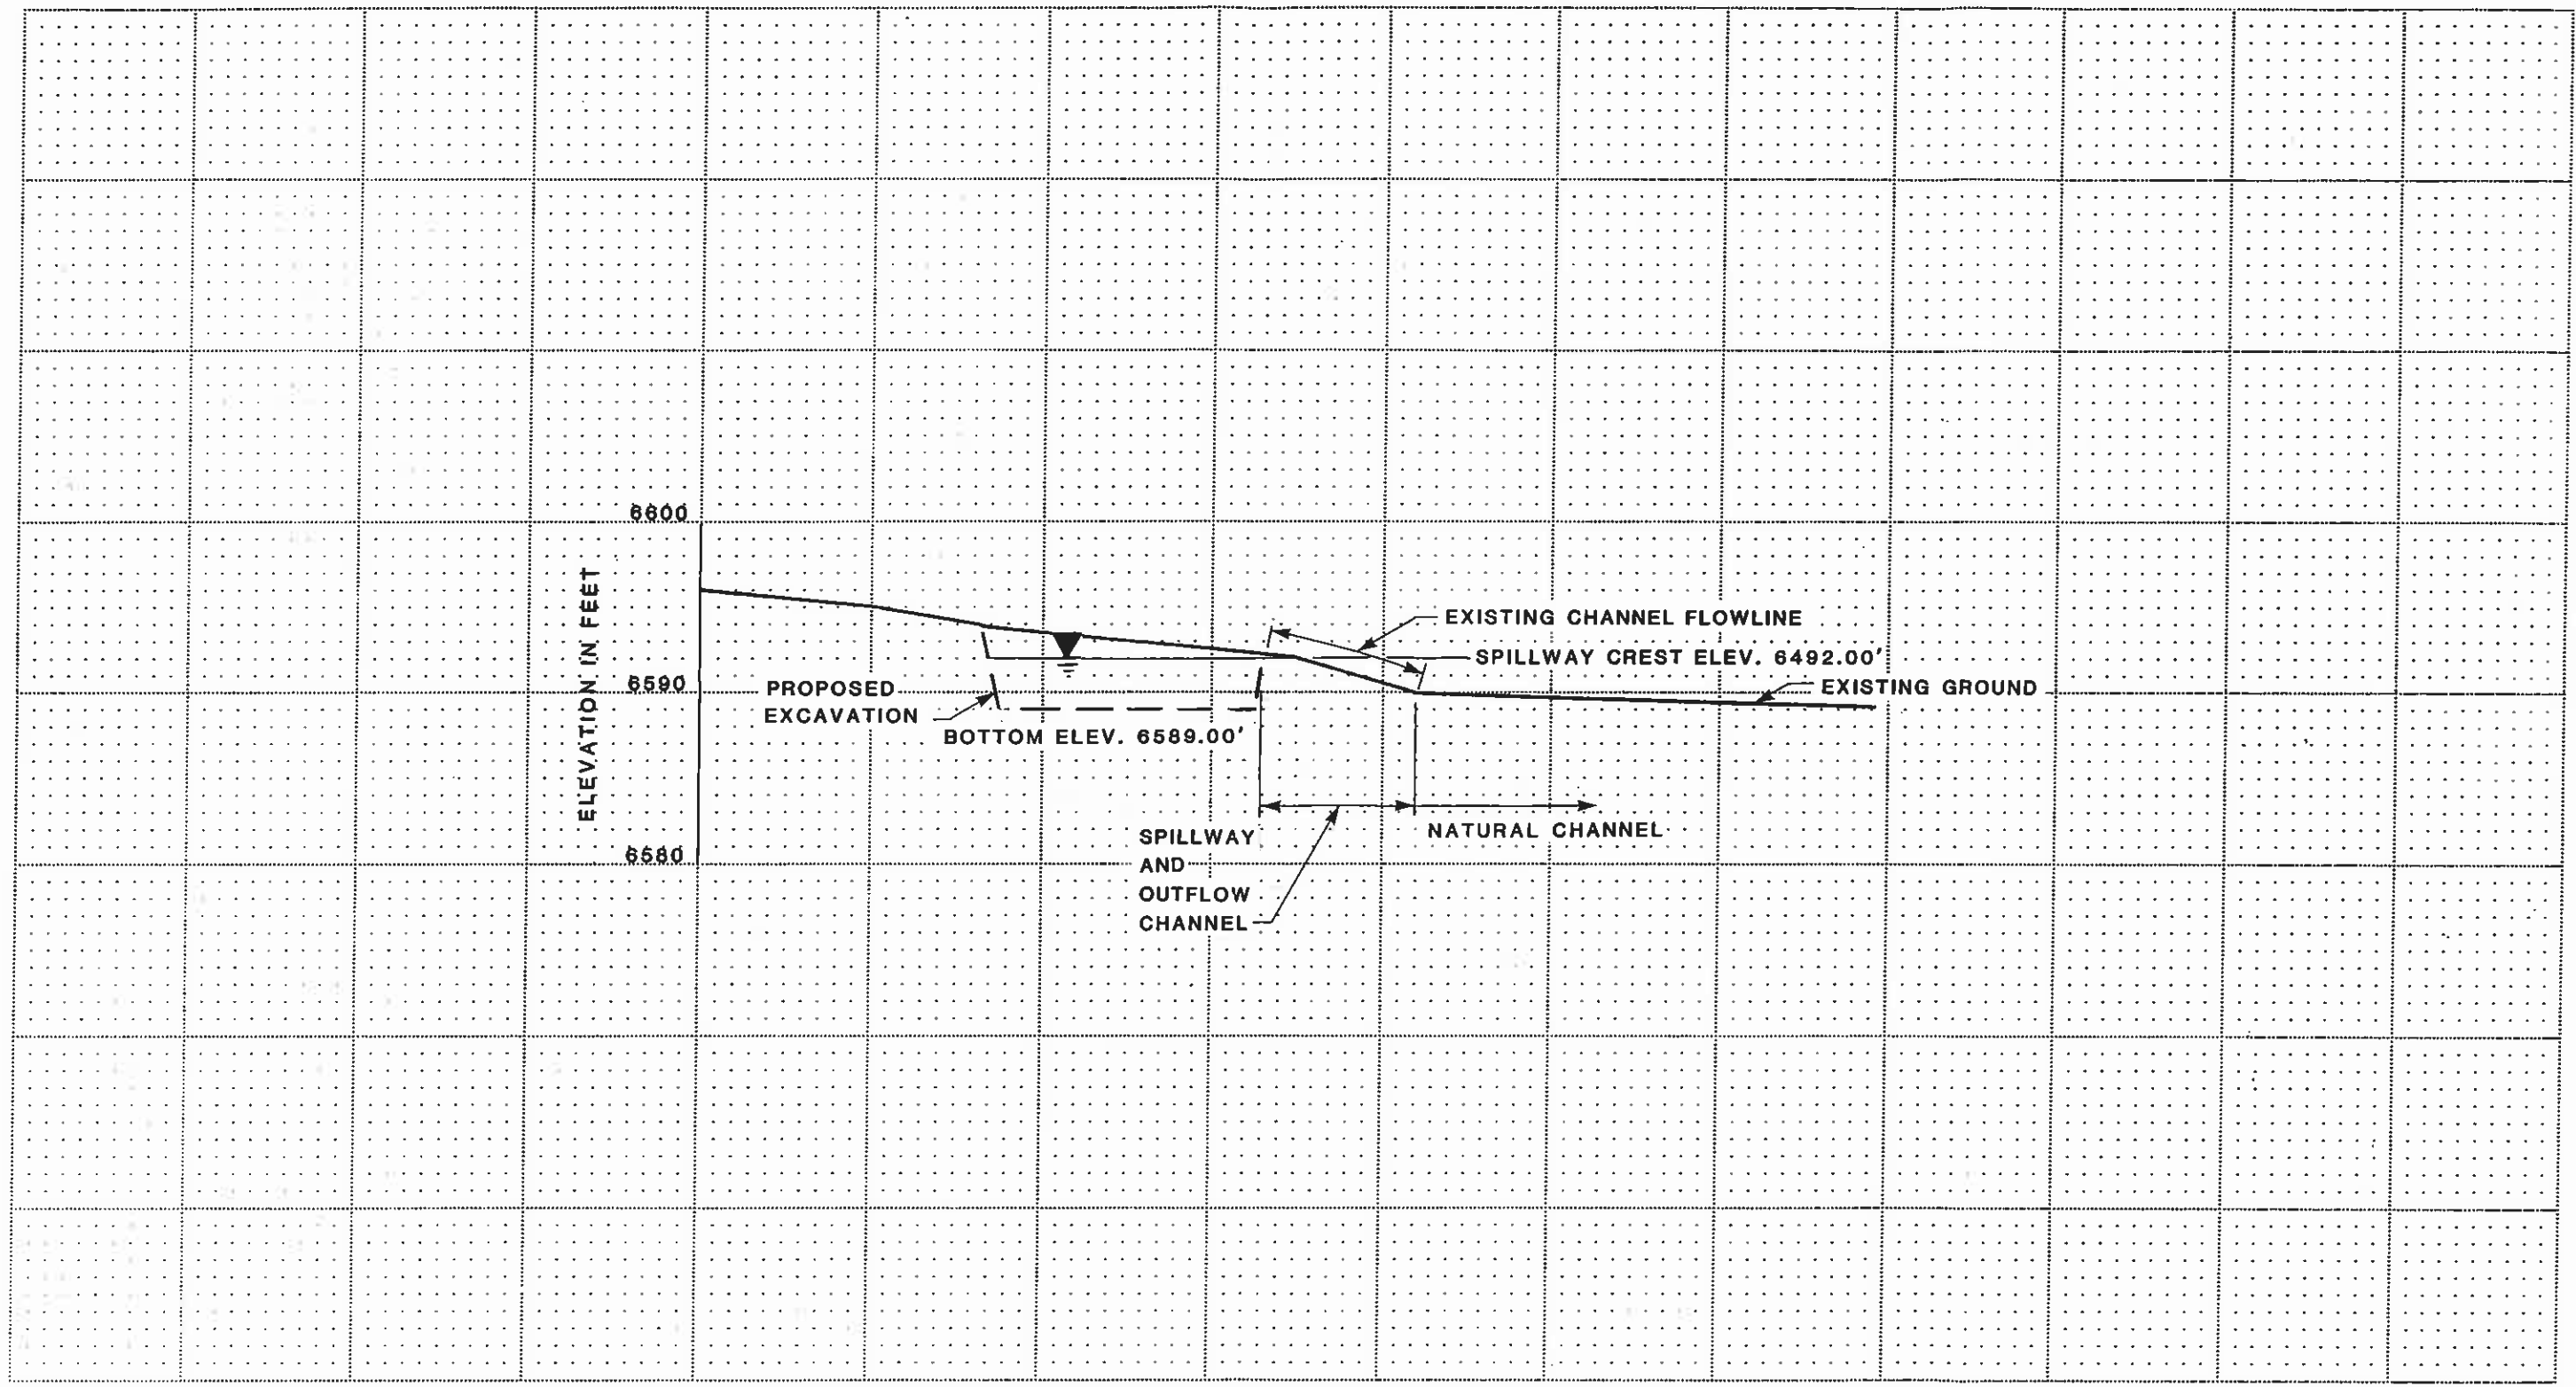 6600
ELEVATION IN FEET
EXISTING CHANNEL FLOWLINE
SPILLWAY CREST ELEV. 6492.00'
6590
PROPOSED
EXCAVATION
EXISTING GROUND
BOTTOM ELEV. 6589.00'
NATURAL CHANNEL
SPILLWAY
AND
OUTFLOW
CHANNEL
6580